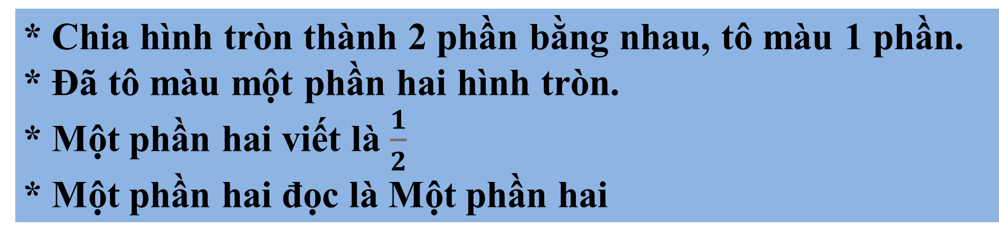 * Chia hình tròn thành 2 phần bằng nhau, tô màu 1 phần.
* Đã tô màu một phần hai hình tròn.
* Một phần hai viết là 1/2
* Một phần hai đọc là Một phần hai